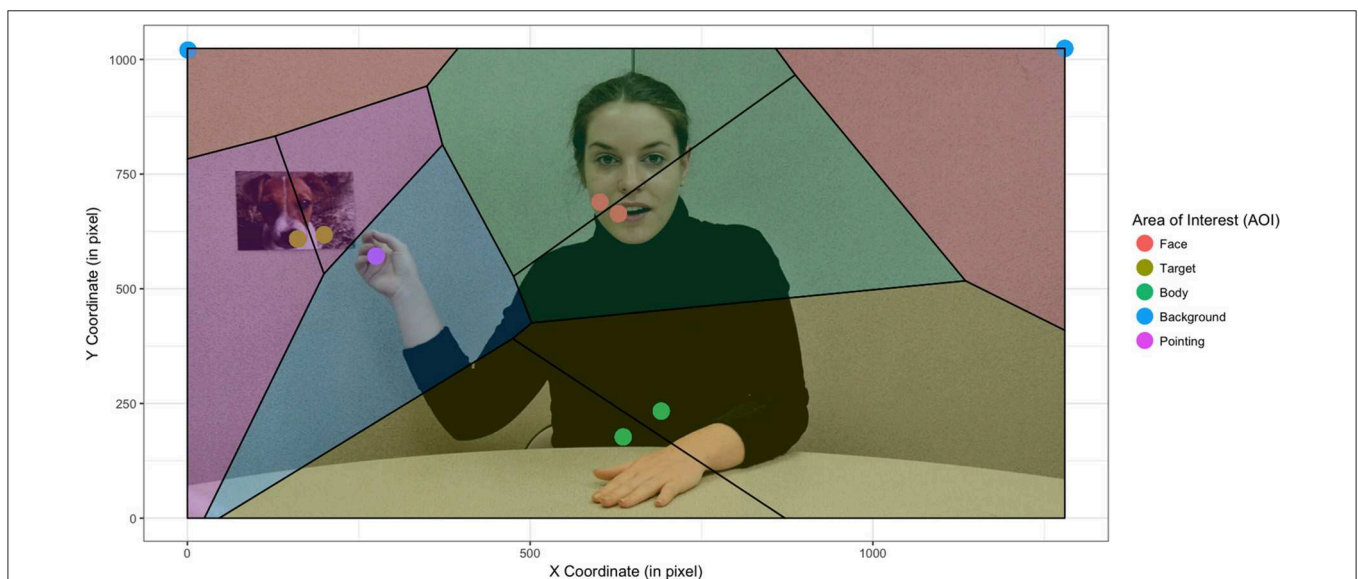 1000
750
500
250
0
Y Coordinate (in pixel)
0
500
1000
X Coordinate (in pixel)
Area of Interest (AOI)
Face
Target
Body
Background
Pointing